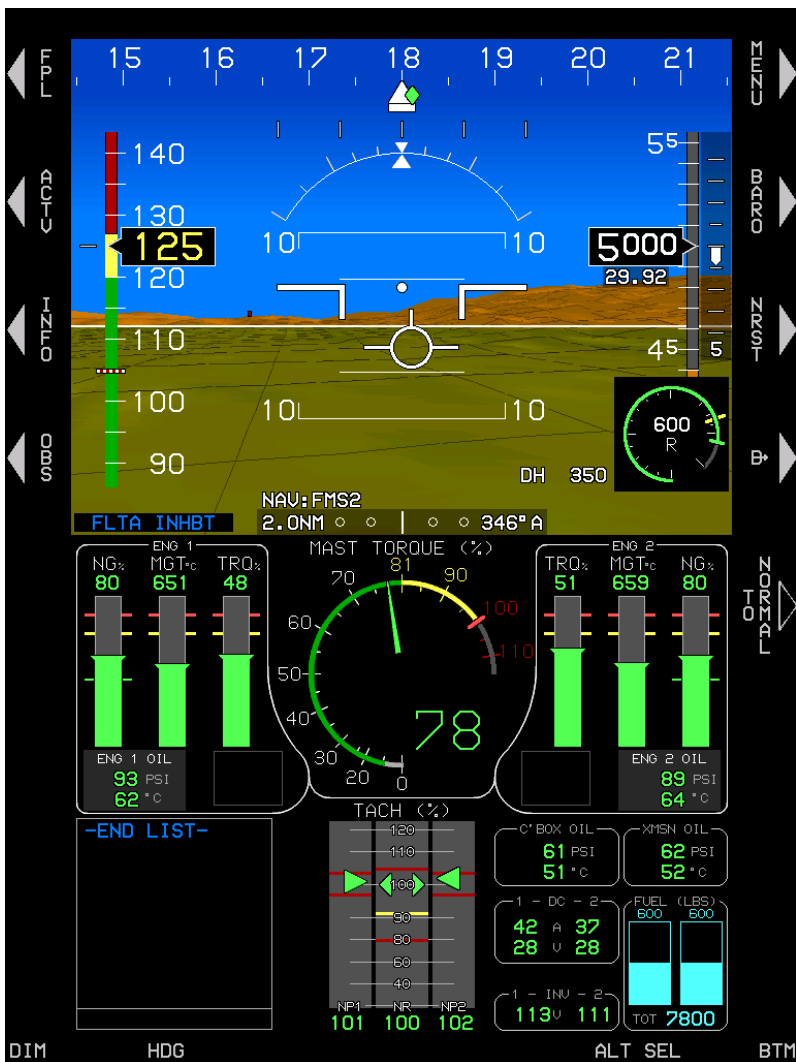 FPL
MENU
15 16 17 18 19 20 21
ACTV
BARO
INFO
NRST
OBS
140
130
125
120
110
100
90
10 10
10 10
55
5000
29.92
45
5
600
R
DH 350
NAV:FMS2
FLTA INHBT
2.0NM 346°A
ENG 1
NG% MGT°C TRQ%
80 651 48
ENG 1 OIL
93 PSI
62 °C
MAST TORQUE (%)
0 20 30 40 50 60 70 81 90 100 110
78
ENG 2
TRQ% MGT°C NG%
51 659 80
ENG 2 OIL
89 PSI
64 °C
TO NORMAL
-END LIST-
TACH (%)
120
110
100
90
80
60
40
NP1 NR NP2
101 100 102
C'BOX OIL
61 PSI
51 °C
XMSN OIL
62 PSI
52 °C
1 - DC - 2
42 A 37
28 V 28
1 - INV - 2
113V 111
FUEL (LBS)
600 600
TOT 7800
DIM HDG ALT SEL BTM